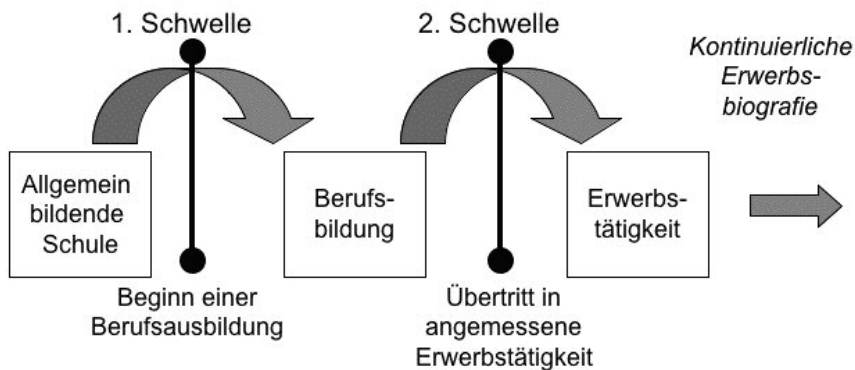 1. Schwelle
2. Schwelle
Kontinuierliche
Erwerbs-
biografie
Allgemein
bildende
Schule
Berufs-
bildung
Erwerbs-
tätigkeit
Beginn einer
Berufsausbildung
Übertritt in
angemessene
Erwerbstätigkeit